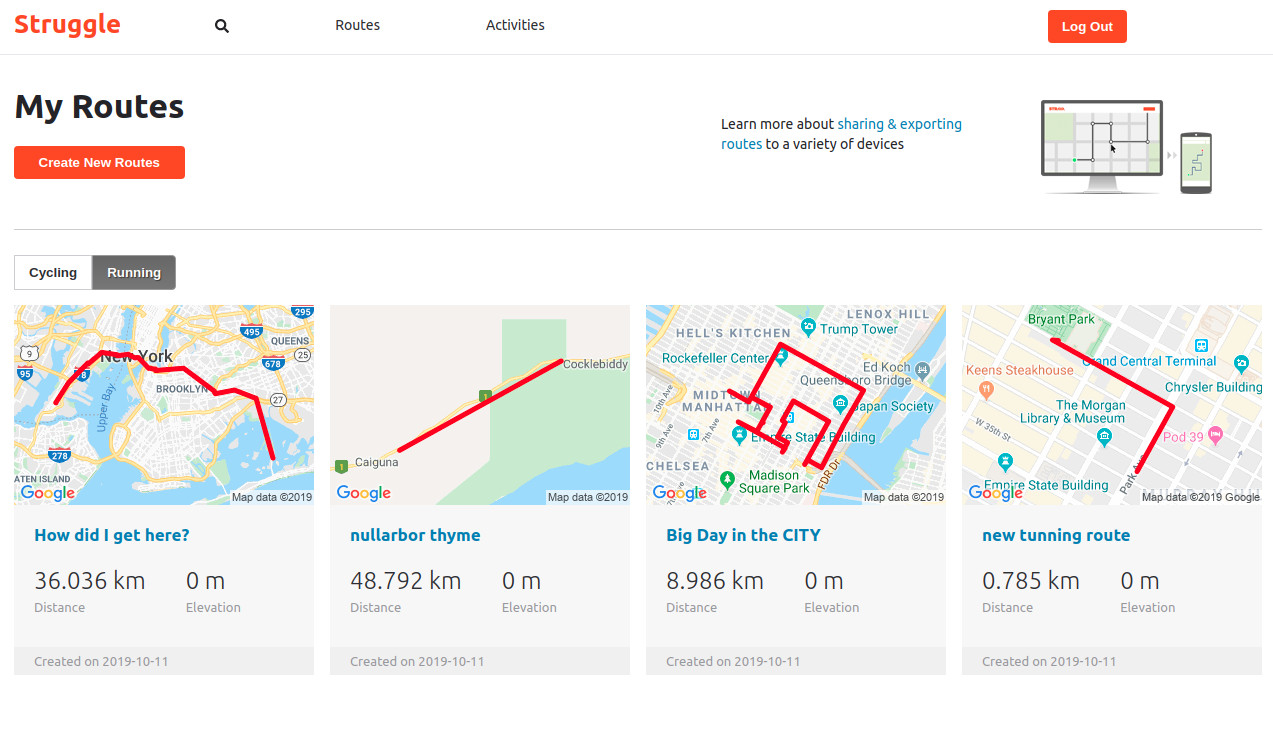 Struggle
Routes
Activities
Log Out
My Routes
Create New Routes
Learn more about sharing & exporting
routes to a variety of devices
Cycling
Running
295
495
QUEENS
9
New York
25
95
78
678
BROOKLYN
27
Upper Bay
278
ATEN ISLAND
Google
Map data ©2019
Cocklebiddy
1
Caiguna
1
Google
Map data ©2019
LENOX HILL
HELL'S KITCHEN
Trump Tower
Rockefeller Center
Ed Koch
Queensboro Bridge
10th Ave
MIDTOWN
MANHATTAN
Japan Society
9th Ave
7th Ave
Empire State Building
CHELSEA
Madison
Square Park
FDR Dr
Google
Map data ©2019
Bryant Park
Grand Central Terminal
Keens Steakhouse
Chrysler Building
The Morgan
Library & Museum
W 35th St
Pod 39
Park Ave
Empire State Building
Google
Map data ©2019 Google
How did I get here?
36.036 km
0 m
Distance
Elevation
Created on 2019-10-11
nullarbor thyme
48.792 km
0 m
Distance
Elevation
Created on 2019-10-11
Big Day in the CITY
8.986 km
0 m
Distance
Elevation
Created on 2019-10-11
new tunning route
0.785 km
0 m
Distance
Elevation
Created on 2019-10-11